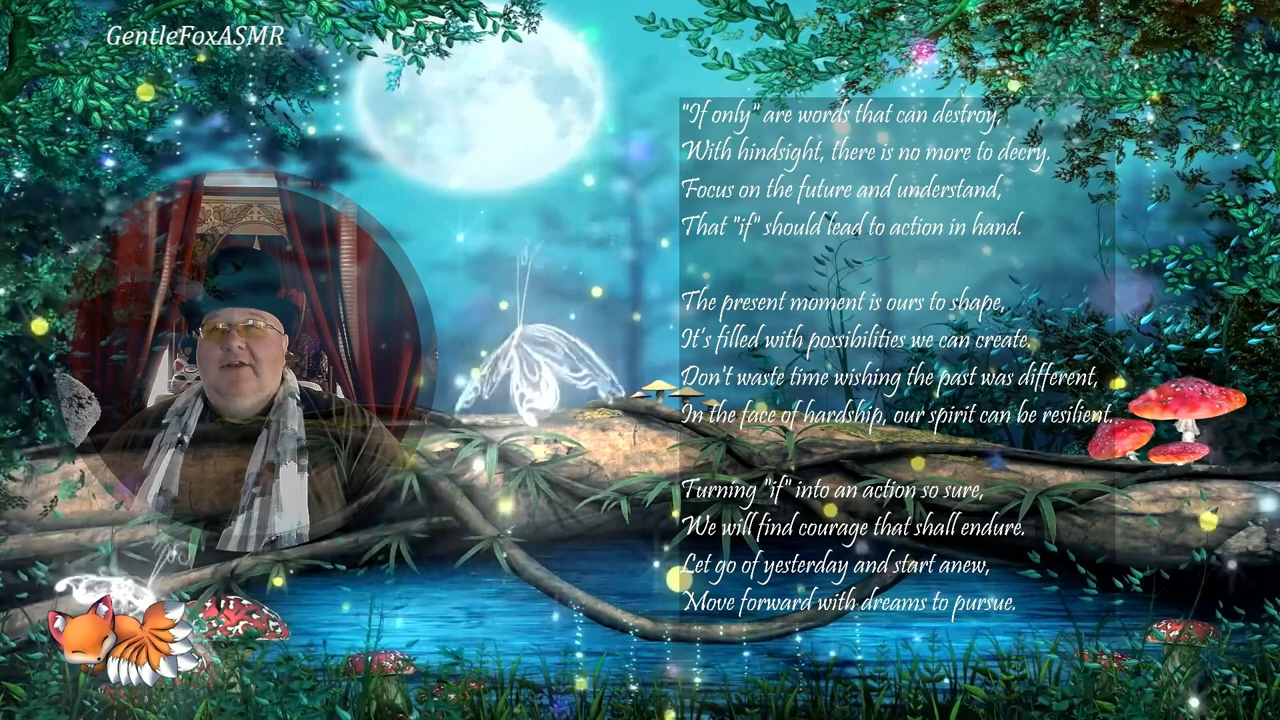 GentleFoxASMR
"If only" are words that can destroy,
With hindsight, there is no more to decry.
Focus on the future and understand,
That "if" should lead to action in hand.
The present moment is ours to shape,
It's filled with possibilities we can create,
Don't waste time wishing the past was different,
In the face of hardship, our spirit can be resilient.
Turning "if" into an action so sure,
We will find courage that shall endure.
Let go of yesterday and start anew,
Move forward with dreams to pursue.